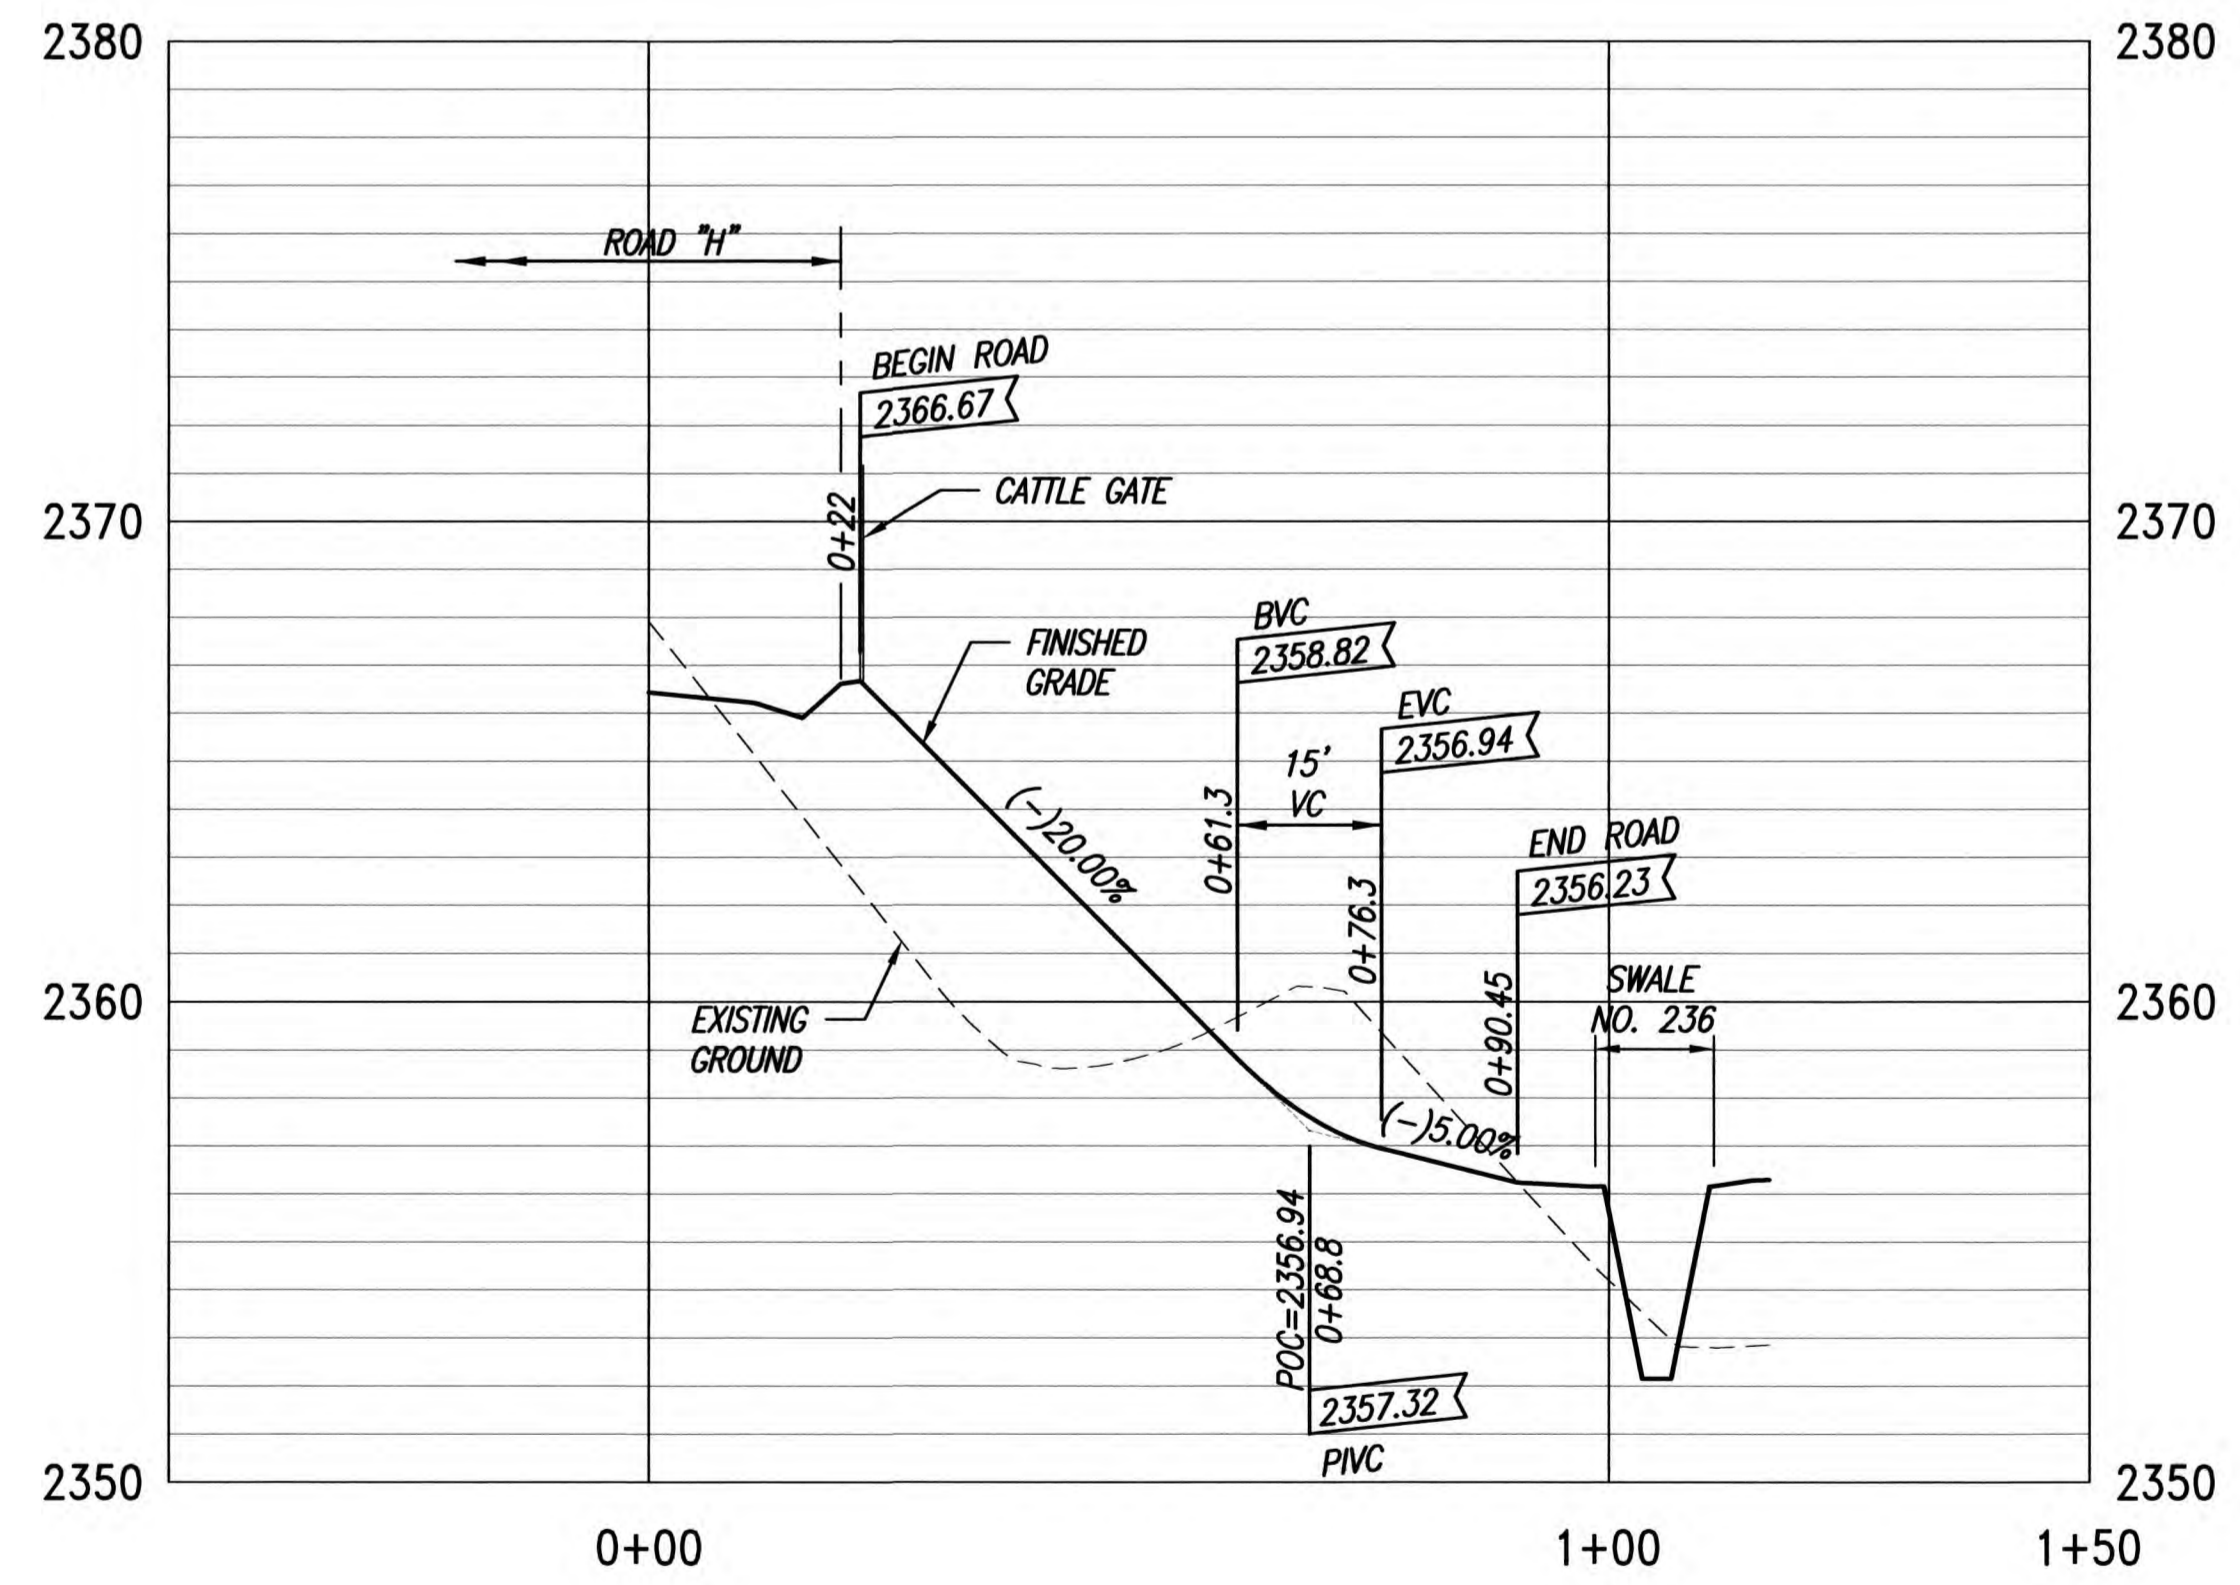 2380
2380
ROAD "H"
BEGIN ROAD
2366.67
CATTLE GATE
0+22
2370
2370
FINISHED
GRADE
BVC
2358.82
EVC
2356.94
15'
VC
0+61.3
(-)20.00%
END ROAD
2356.23
0+76.3
0+90.45
SWALE
NO. 236
2360
2360
EXISTING
GROUND
(-)5.00%
POC=2356.94
0+68.8
2357.32
PIVC
2350
2350
0+00
1+00
1+50